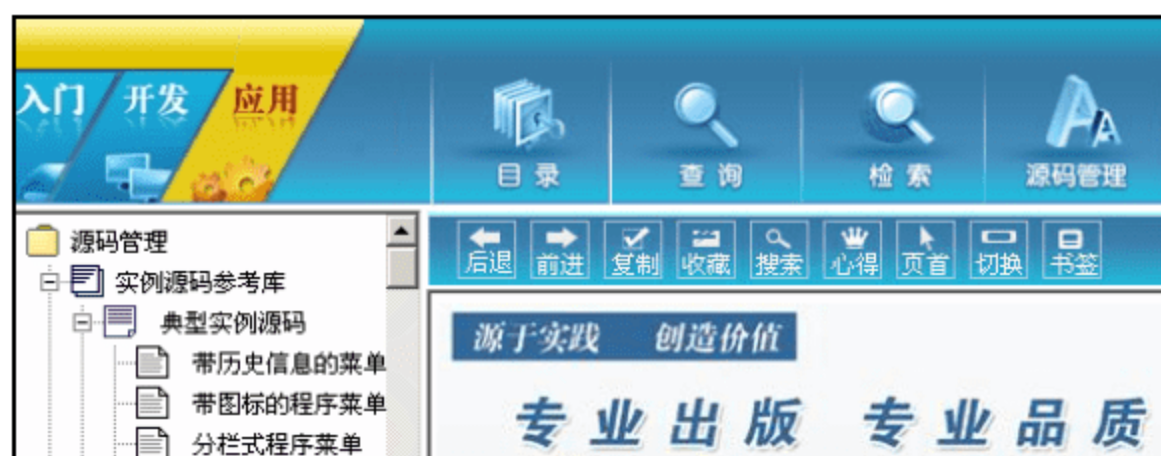 入门 开发 应用
目录 查询 检索 源码管理
源码管理
后退 前进 复制 收藏 搜索 心得 页首 切换 书签
实例源码参考库
典型实例源码
带历史信息的菜单
带图标的程序菜单
分栏式程序菜单
源于实践 创造价值
专业出版 专业品质